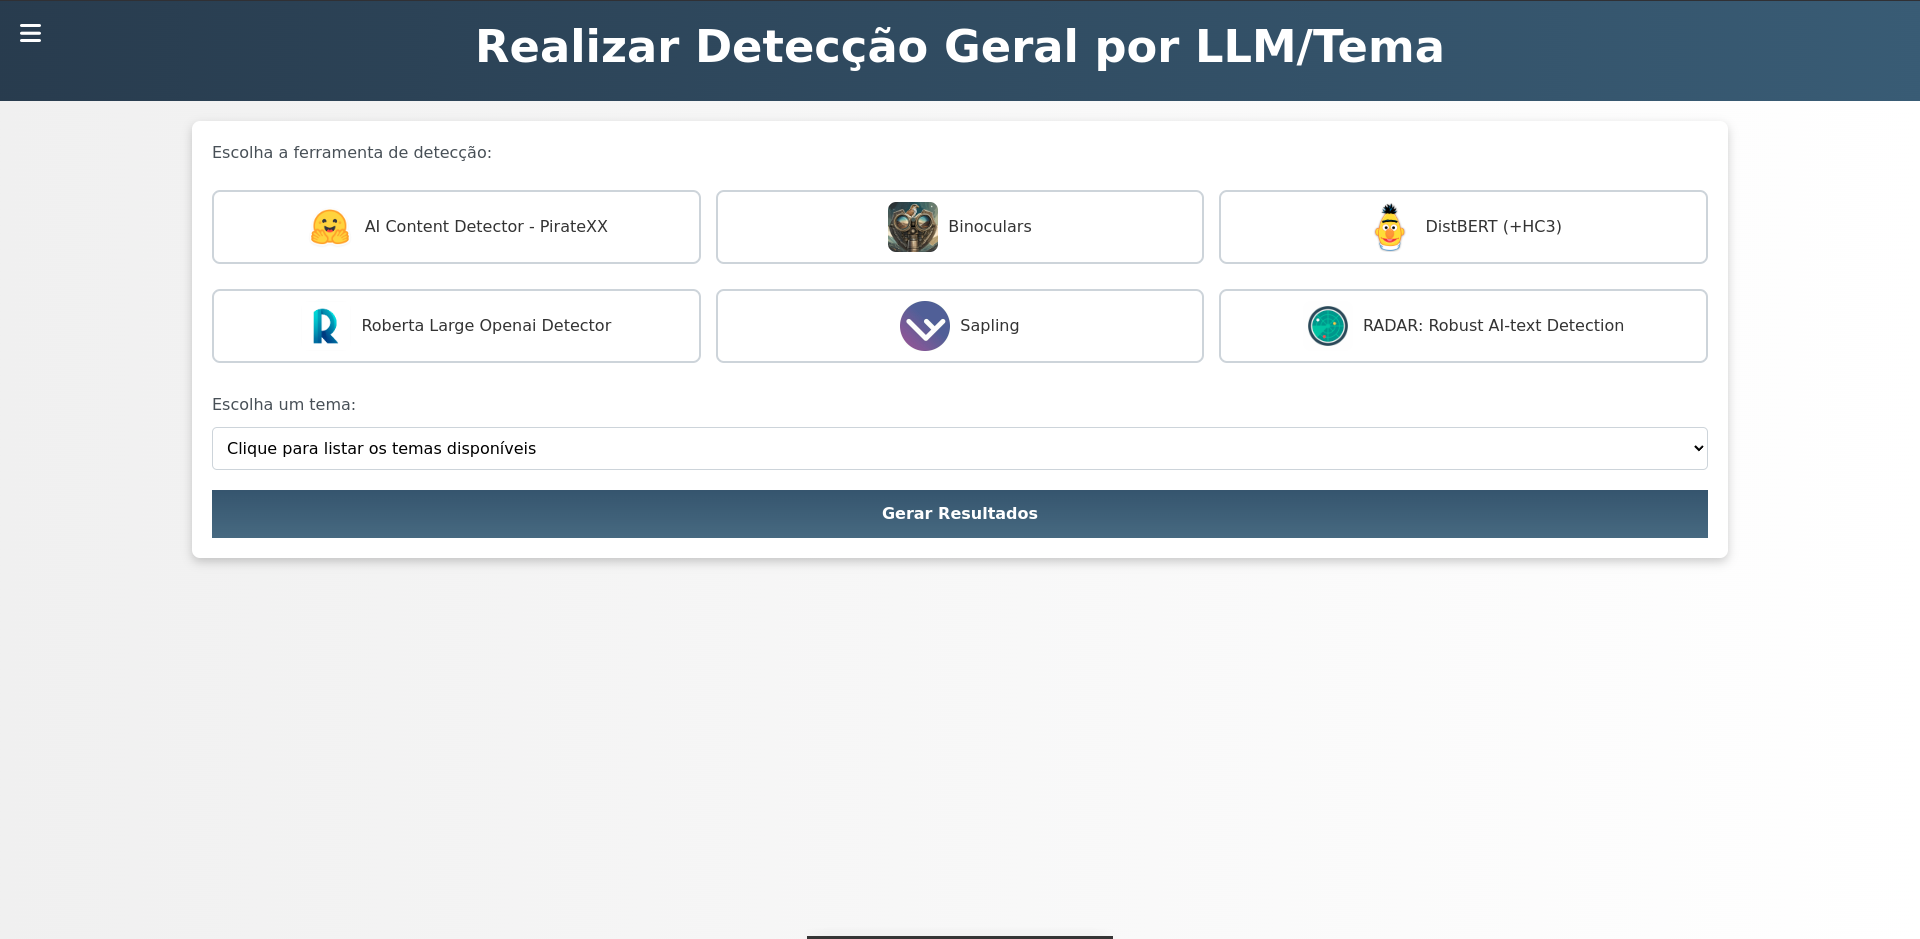 Realizar Detecção Geral por LLM/Tema
Escolha a ferramenta de detecção:
AI Content Detector - PirateXX
Binoculars
DistBERT (+HC3)
Roberta Large Openai Detector
Sapling
RADAR: Robust AI-text Detection
Escolha um tema:
Clique para listar os temas disponíveis
Gerar Resultados